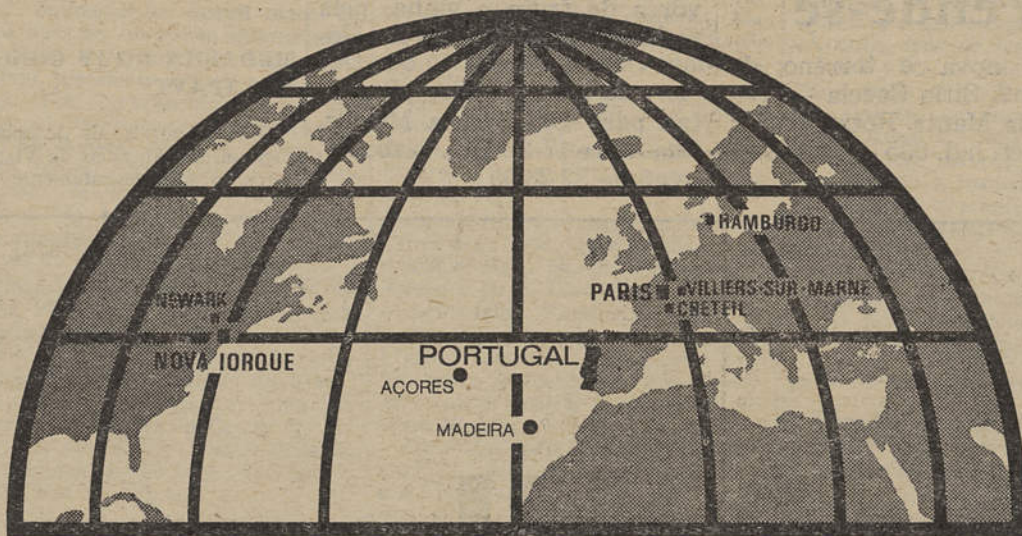 HAMBURGO
PARIS
VILLIERS-SUR-MARNE
CRETEIL
NEWARK
NOVA IORQUE
PORTUGAL
AÇORES
MADEIRA